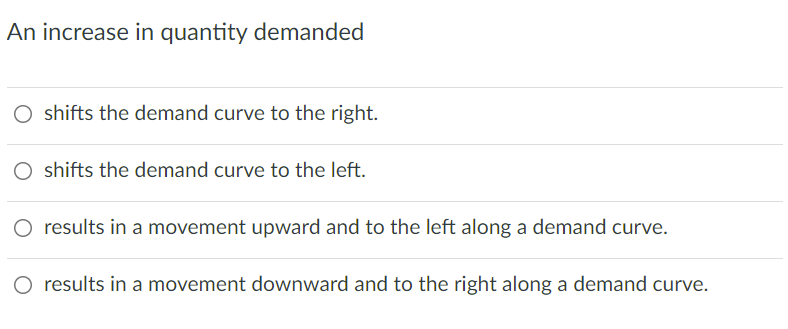 An increase in quantity demanded
shifts the demand curve to the right.
shifts the demand curve to the left.
results in a movement upward and to the left along a demand curve.
results in a movement downward and to the right along a demand curve.